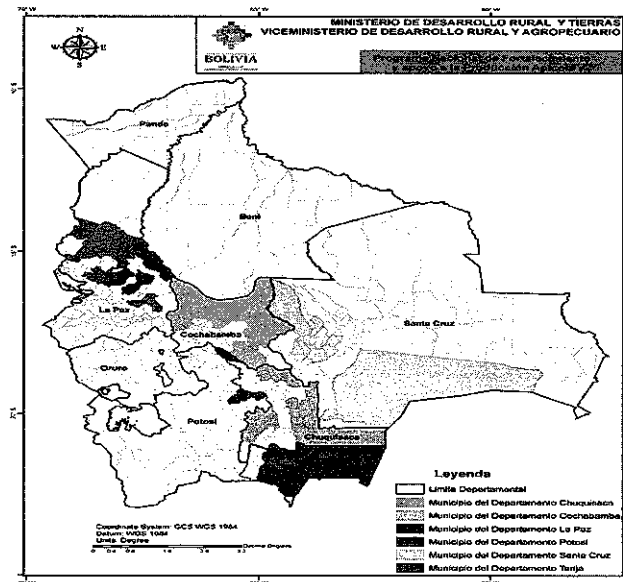 MINISTERIO DE DESARROLLO RURAL Y TIERRAS
VICEMINISTERIO DE DESARROLLO RURAL Y AGROPECUARIO
BOLIVIA
N
W E
S
Pando
Beni
La Paz
Cochabamba
Santa Cruz
Oruro
Potosí
Chuquisaca
Leyenda
Limite Departamental
Municipio del Departamento Chuquisaca
Municipio del Departamento Cochabamba
Municipio del Departamento La Paz
Municipio del Departamento Potosi
Municipio del Departamento Santa Cruz
Municipio del Departamento Tarija
Coordinate System: GCS WGS 1984
Datum: WGS 1984
Units: Degree